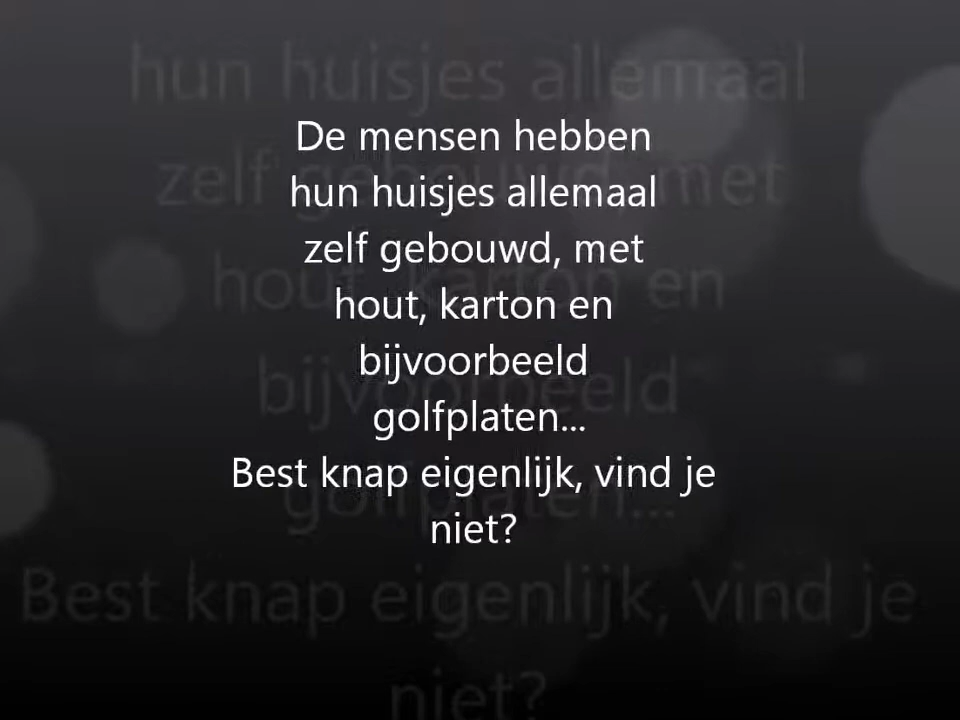 De mensen hebben
hun huisjes allemaal
zelf gebouwd, met
hout, karton en
bijvoorbeeld
golfplaten...
Best knap eigenlijk, vind je
niet?